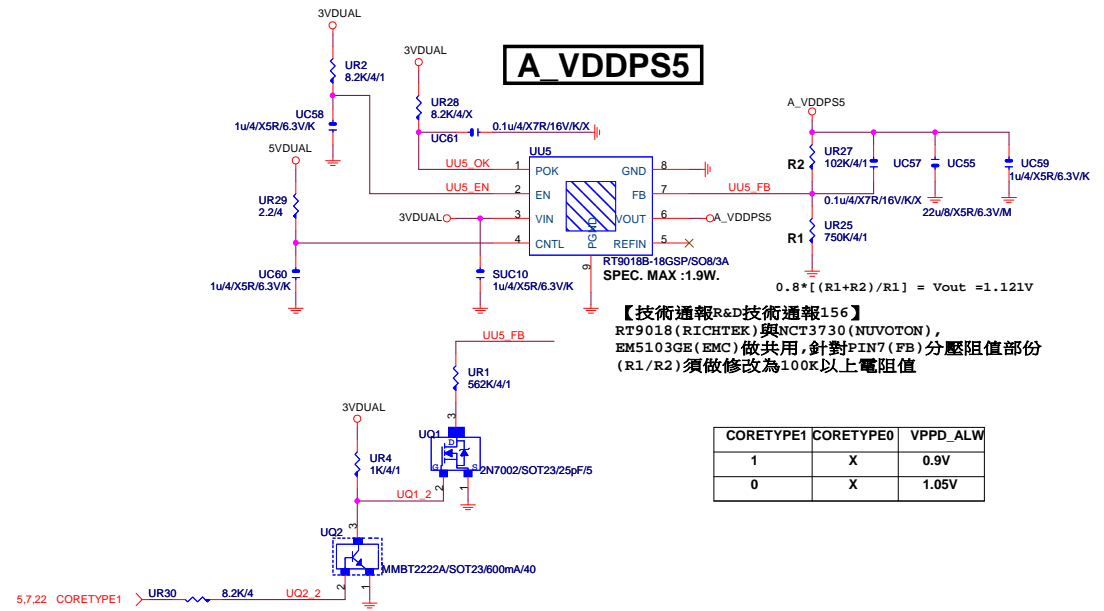 A_VDDPS5
3VDUAL
UR2
8.2K/4/1
3VDUAL
UR28
8.2K/4/X
UC58
1u/4/X5R/6.3V/K
UC61
0.1u/4/X7R/16V/K/X
5VDUAL
UR29
2.2/4
UC60
1u/4/X5R/6.3V/K
UU5_OK
UU5_EN
3VDUAL
SUC10
1u/4/X5R/6.3V/K
UU5
1 POK GND 8
2 EN FB 7
3 VIN VOUT 6
4 CNTL REFIN 5
PGND
9
RT9018B-18GSP/SO8/3A
SPEC. MAX :1.9W.
UU5_FB
A_VDDPS5
A_VDDPS5
R2
UR27
102K/4/1
UC57
0.1u/4/X7R/16V/K/X
UC55
22u/8/X5R/6.3V/M
UC59
1u/4/X5R/6.3V/K
R1
UR25
750K/4/1
0.8*[(R1+R2)/R1] = Vout =1.121V
【技術通報R&D技術通報156】
RT9018(RICHTEK)與NCT3730(NUVOTON),
EM5103GE(EMC)做共用,針對PIN7(FB)分壓阻值部份
(R1/R2)須做修改為100K以上電阻值
UU5_FB
UR1
562K/4/1
3
UQ1
D
G
S
2
1
2N7002/SOT23/25pF/5
3VDUAL
UR4
1K/4/1
UQ1_2
3
UQ2
MMBT2222A/SOT23/600mA/40
2
1
5,7,22 CORETYPE1
UR30
8.2K/4
UQ2_2
CORETYPE1 CORETYPE0 VPPD_ALW
1 X 0.9V
0 X 1.05V